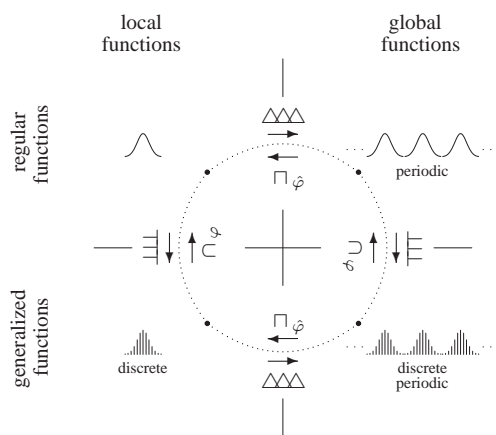 local
functions
global
functions
regular
functions
periodic
φ̂
φ
φ
φ̂
generalized
functions
discrete
discrete
periodic